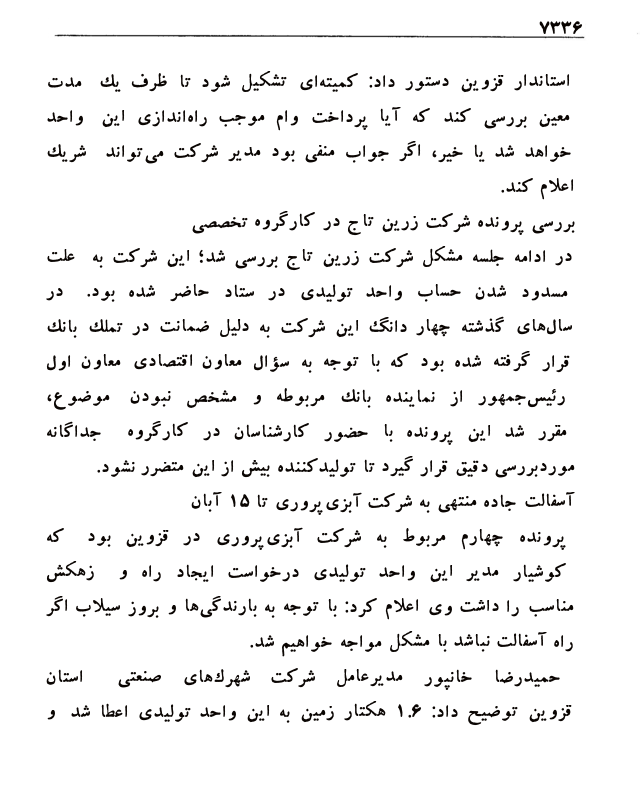 ۷۳۳۶
استاندار قزوین دستور داد: کمیته‌ای تشکیل شود تا ظرف یك مدت
معین بررسی کند که آیا پرداخت وام موجب راه‌اندازی این واحد
خواهد شد یا خیر، اگر جواب منفی بود مدیر شرکت می‌تواند شریك
اعلام کند.
بررسی پرونده شرکت زرین تاج در کارگروه تخصصی
در ادامه جلسه مشکل شرکت زرین تاج بررسی شد؛ این شرکت به علت
مسدود شدن حساب واحد تولیدی در ستاد حاضر شده بود. در
سال‌های گذشته چهار دانگ این شرکت به دلیل ضمانت در تملك بانك
قرار گرفته شده بود که با توجه به سؤال معاون اقتصادی معاون اول
رئیس‌جمهور از نماینده بانك مربوطه و مشخص نبودن موضوع،
مقرر شد این پرونده با حضور کارشناسان در کارگروه جداگانه
موردبررسی دقیق قرار گیرد تا تولیدکننده بیش از این متضرر نشود.
آسفالت جاده منتهی به شرکت آبزی‌پروری تا ۱۵ آبان
پرونده چهارم مربوط به شرکت آبزی‌پروری در قزوین بود که
کوشیار مدیر این واحد تولیدی درخواست ایجاد راه و زهکش
مناسب را داشت وی اعلام کرد: با توجه به بارندگی‌ها و بروز سیلاب اگر
راه آسفالت نباشد با مشکل مواجه خواهیم شد.
حمیدرضا خانپور مدیرعامل شرکت شهرك‌های صنعتی استان
قزوین توضیح داد: ۱.۶ هکتار زمین به این واحد تولیدی اعطا شد و